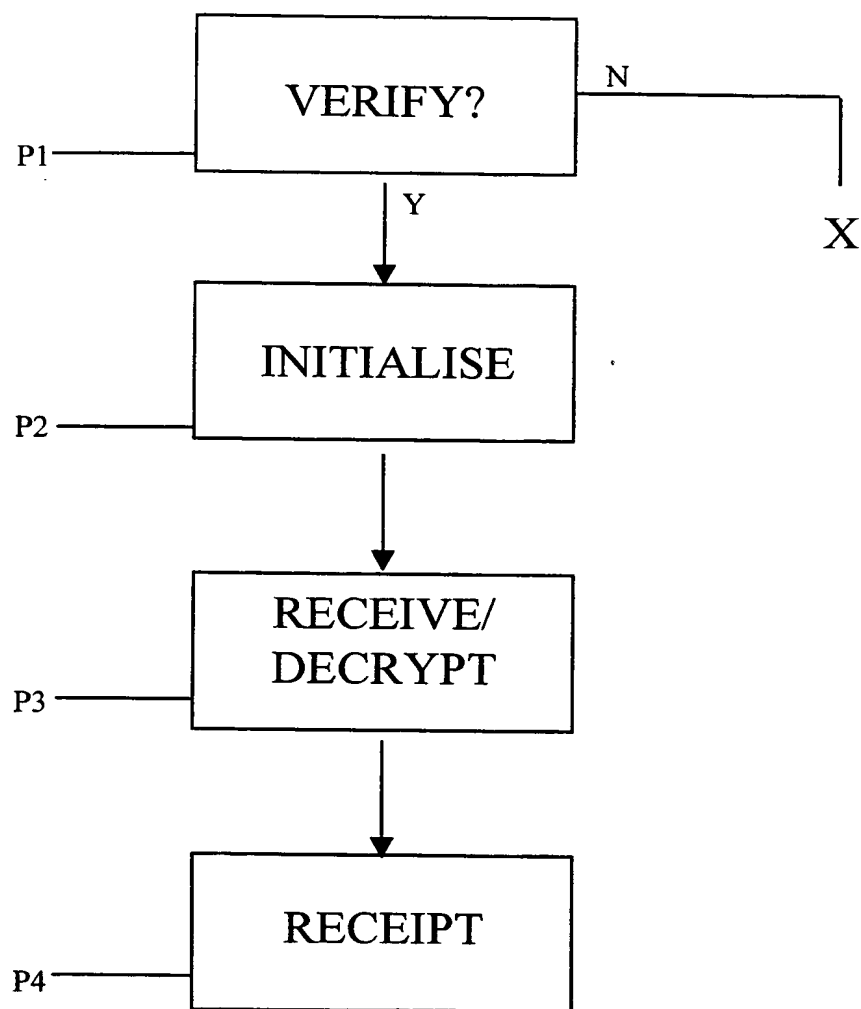 VERIFY?
N
P1
Y
X
INITIALISE
P2
RECEIVE/
DECRYPT
P3
RECEIPT
P4